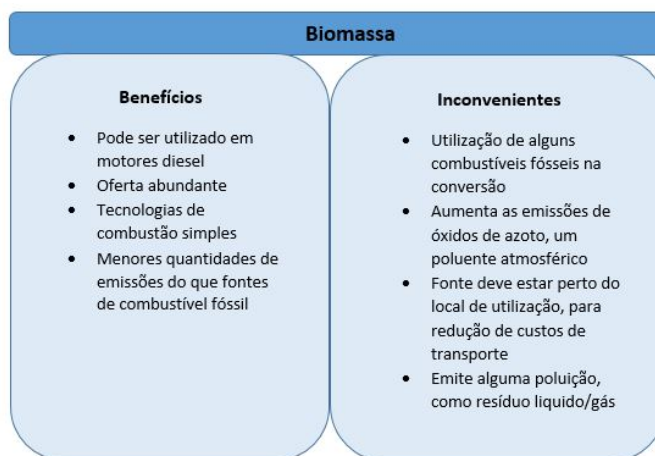 Biomassa
Benefícios
• Pode ser utilizado em
motores diesel
• Oferta abundante
• Tecnologias de
combustão simples
• Menores quantidades de
emissões do que fontes
de combustível fóssil
Inconvenientes
• Utilização de alguns
combustíveis fósseis na
conversão
• Aumenta as emissões de
óxidos de azoto, um
poluente atmosférico
• Fonte deve estar perto do
local de utilização, para
redução de custos de
transporte
• Emite alguma poluição,
como resíduo liquido/gás